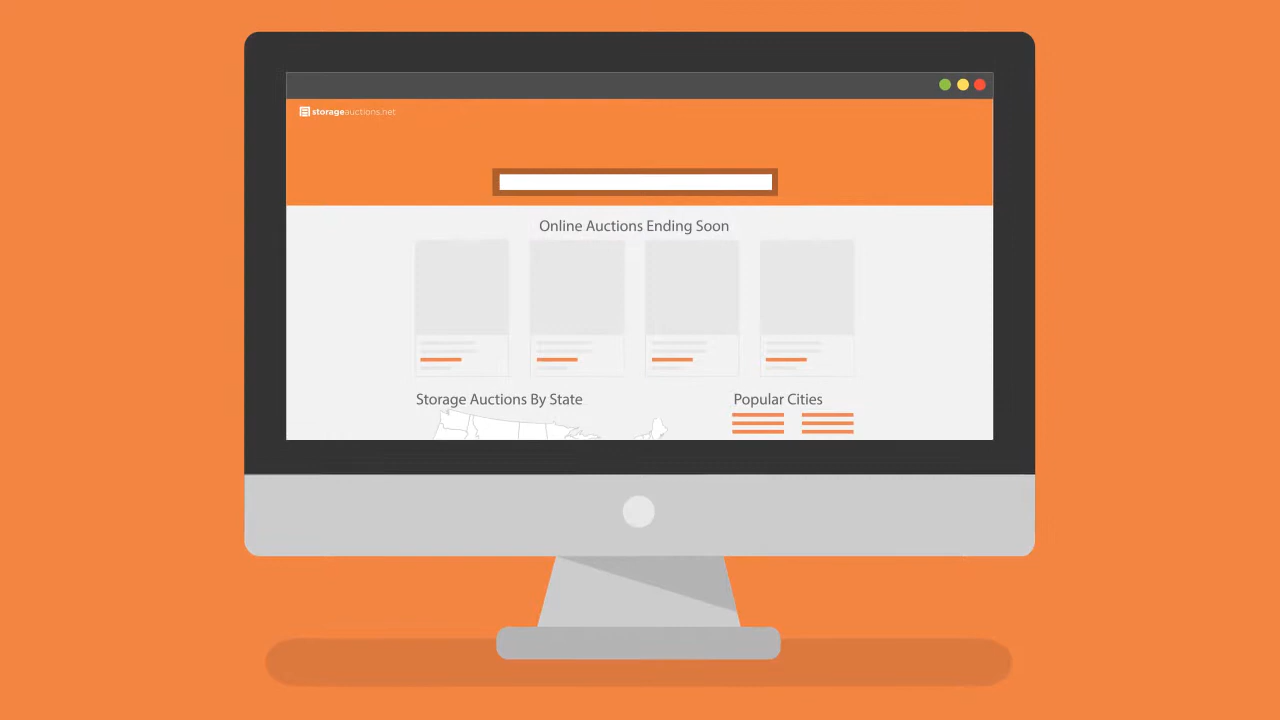 storageauctions.net
Online Auctions Ending Soon
Storage Auctions By State
Popular Cities